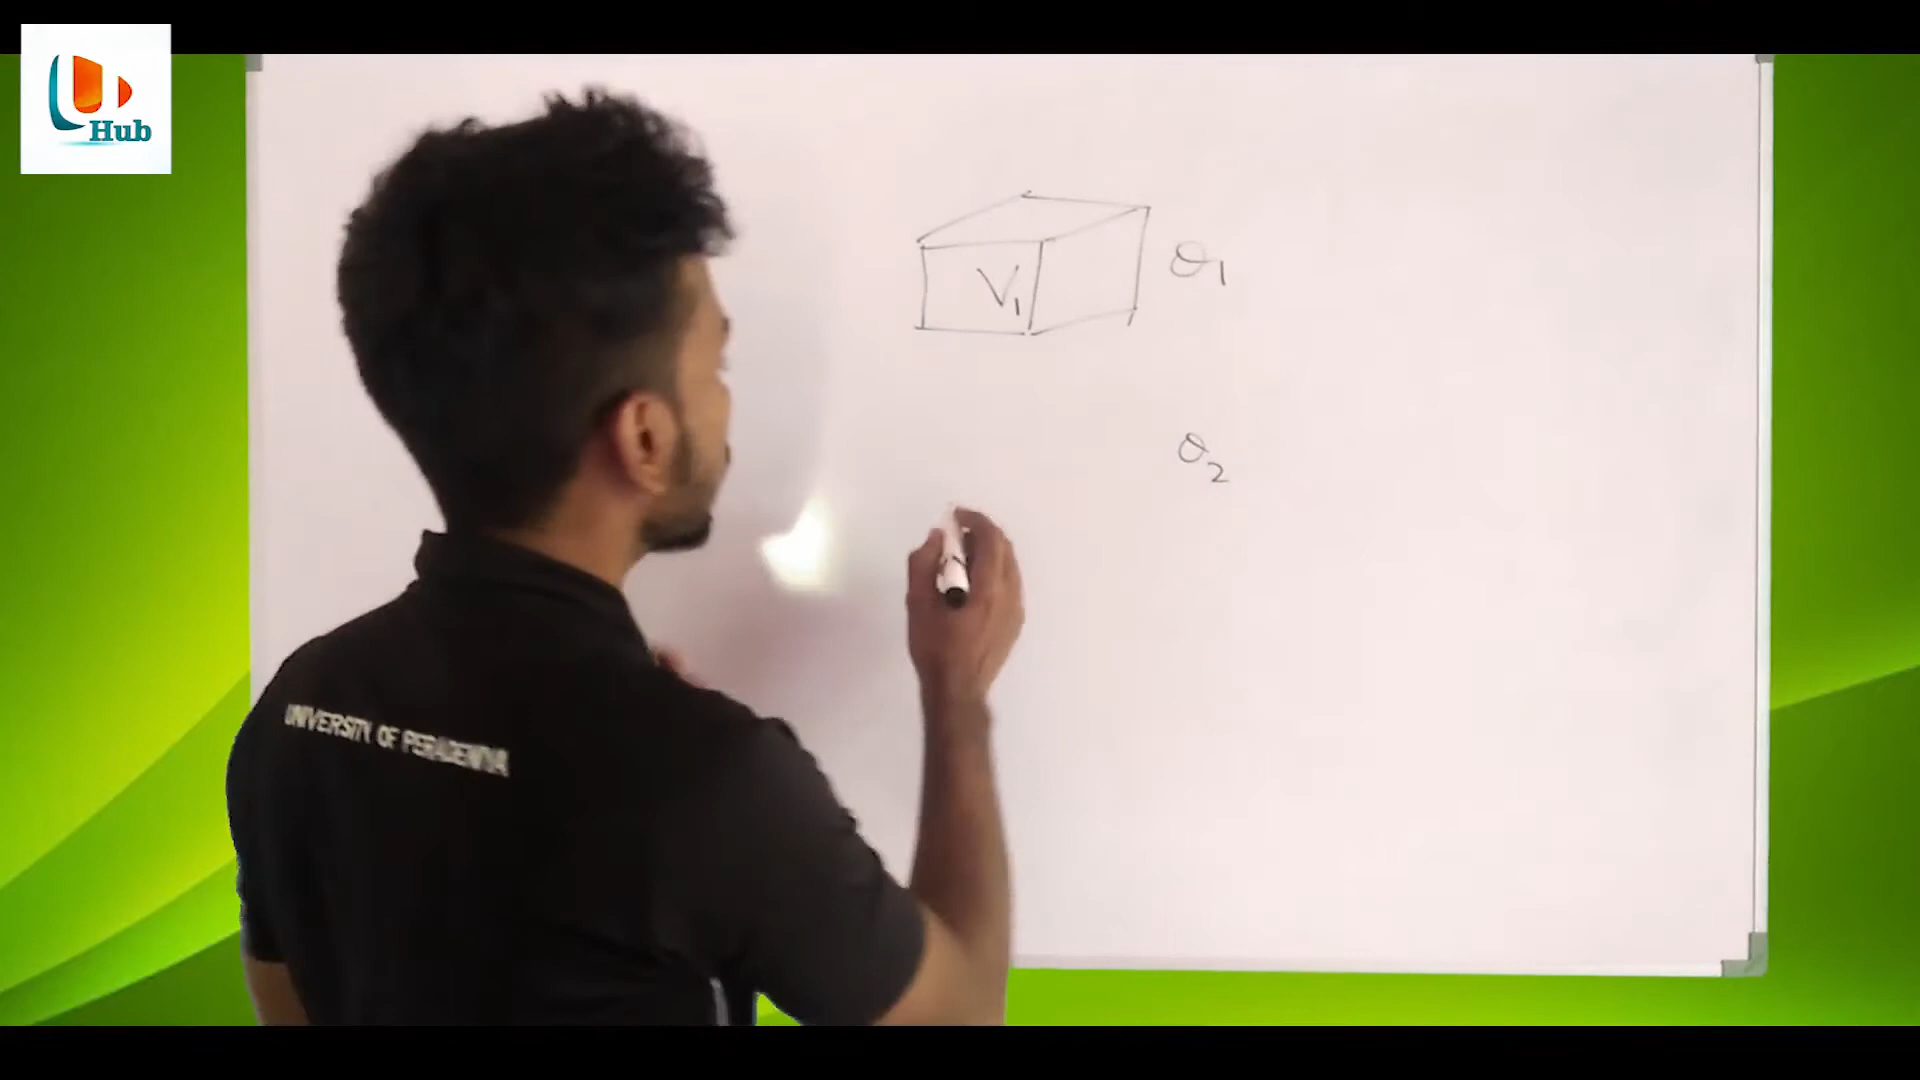 Hub
V₁ θ₁
θ₂
UNIVERSITY OF PERADENIYA